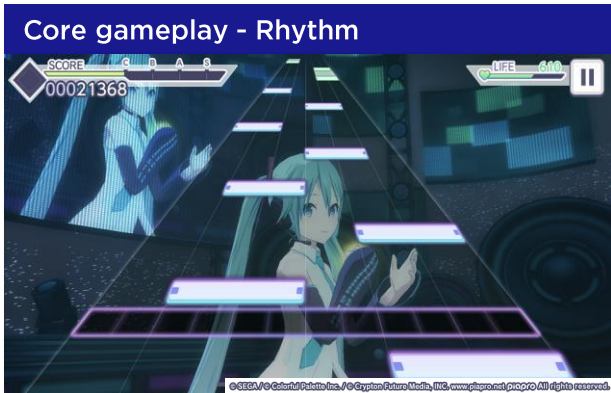 Core gameplay - Rhythm
SCORE
C B A S
LIFE 610
00021368
© SEGA / © Colorful Palette Inc. / © Crypton Future Media, INC. www.piapro.net piapro All rights reserved.